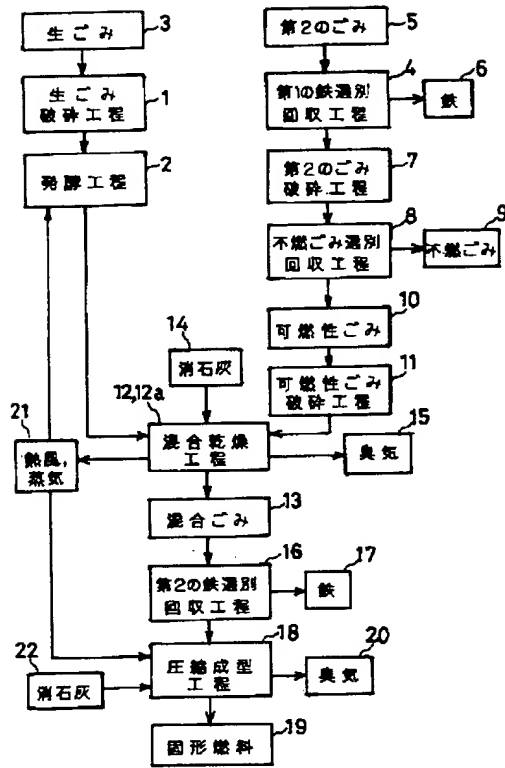 生ごみ
3
生ごみ
破砕工程
1
発酵工程
2
第2のごみ
5
第1の鉄選別
回収工程
4
鉄
6
第2のごみ
破砕工程
7
不燃ごみ選別
回収工程
8
不燃ごみ
9
可燃性ごみ
10
可燃性ごみ
破砕工程
11
14
消石灰
12,12a
混合乾燥
工程
臭気
15
21
熱風,
蒸気
混合ごみ
13
第2の鉄選別
回収工程
16
鉄
17
圧縮成型
工程
18
22
消石灰
臭気
20
固形燃料
19